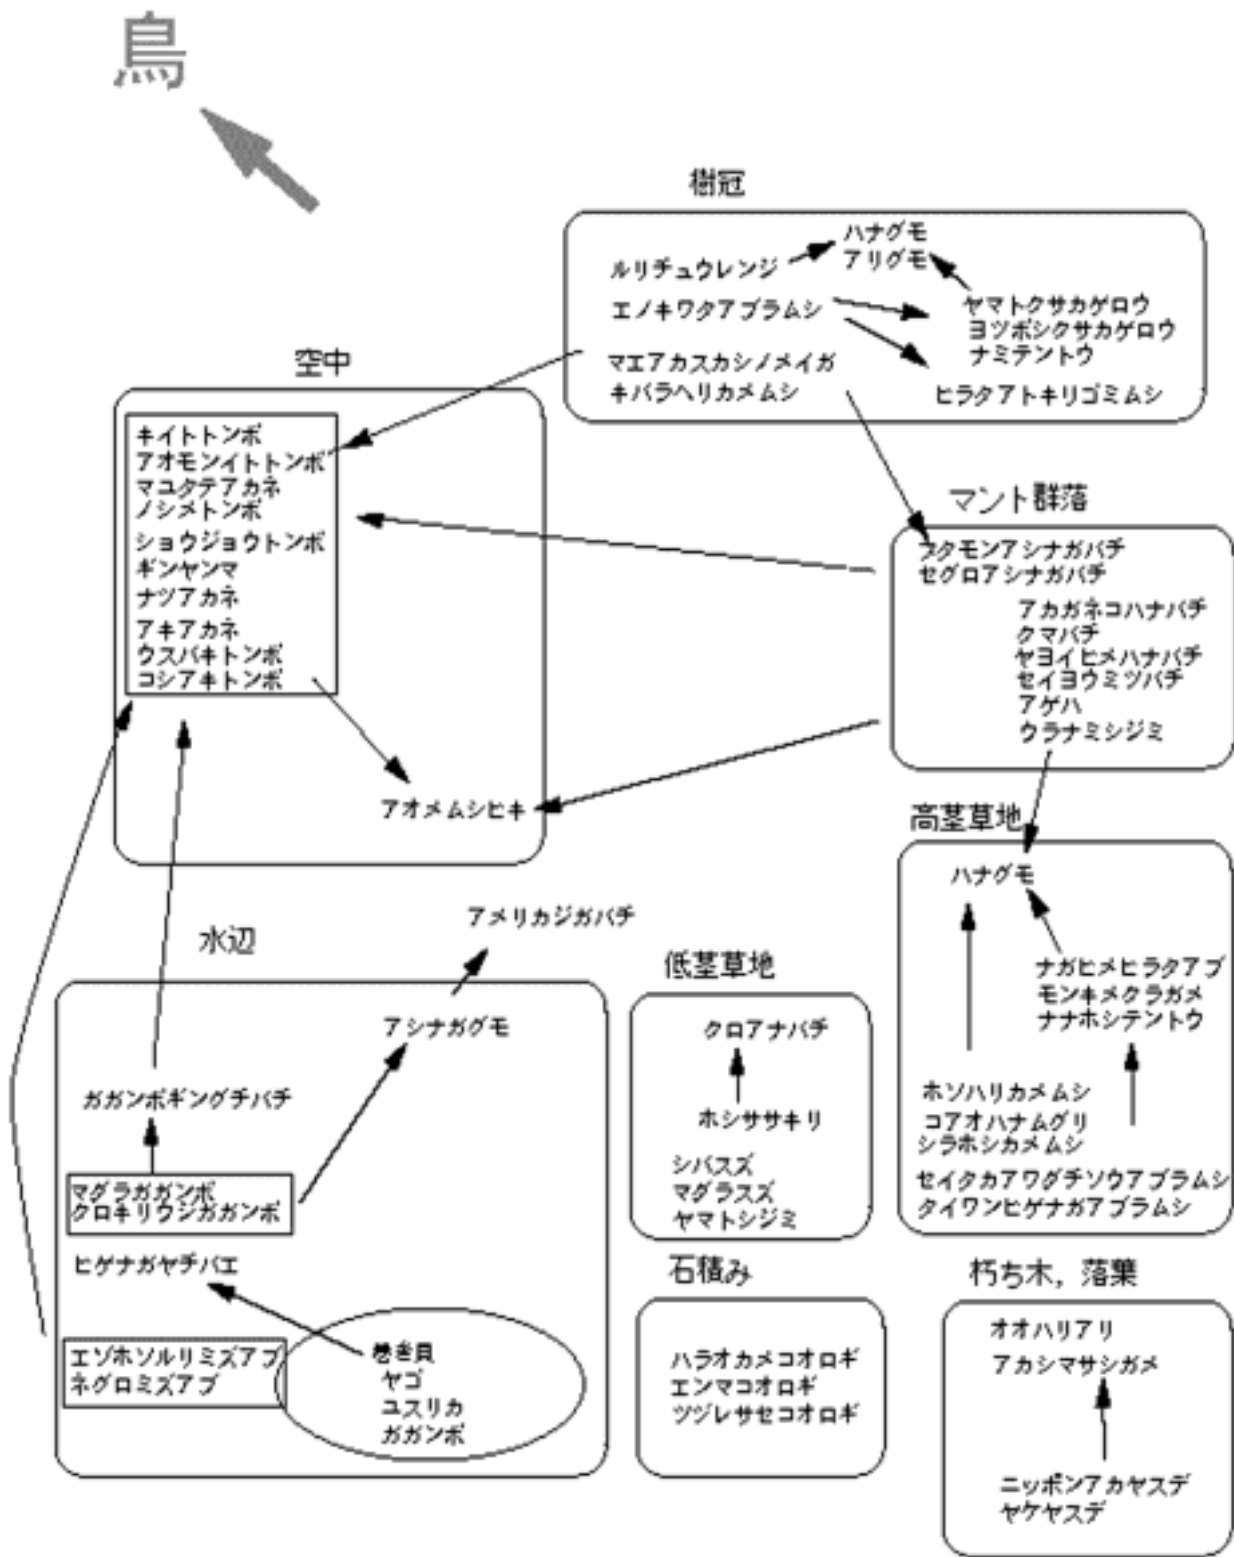 鳥
樹冠
ハナグモ
アリグモ
ルリチュウレンジ
エノキワタアブラムシ
ヤマトクサカゲロウ
ヨツボシクサカゲロウ
ナミテントウ
マエアカスカシノメイガ
キバラヘリカメムシ
ヒラタアトキリゴミムシ
空中
キイトトンボ
アオモンイトトンボ
マユタテアカネ
ノシメトンボ
ショウジョウトンボ
ギンヤンマ
ナツアカネ
アキアカネ
ウスバキトンボ
コシアキトンボ
アオメムシヒキ
マント群落
フタモンアシナガバチ
セグロアシナガバチ
アカガネコハナバチ
クマバチ
ヤヨイヒメハナバチ
セイヨウミツバチ
アゲハ
ウラナミシジミ
高茎草地
ハナグモ
ナガヒメヒラタアブ
モンキメクラガメ
ナナホシテントウ
ホソハリカメムシ
コアオハナムグリ
シラホシカメムシ
セイタカアワダチソウアブラムシ
タイワンヒゲナガアブラムシ
水辺
アメリカジガバチ
アシナガグモ
ガガンボギングチバチ
マダラガガンボ
クロキリウジガガンボ
ヒゲナガヤチバエ
エゾホソルリミズアブ
ネグロミズアブ
巻き貝
ヤゴ
ユスリカ
ガガンボ
低茎草地
クロアナバチ
ホシササキリ
シバスズ
マダラスズ
ヤマトシジミ
石積み
ハラオカメコオロギ
エンマコオロギ
ツヅレサセコオロギ
朽ち木，落葉
オオハリアリ
アカシマサシガメ
ニッポンアカヤスデ
ヤケヤスデ